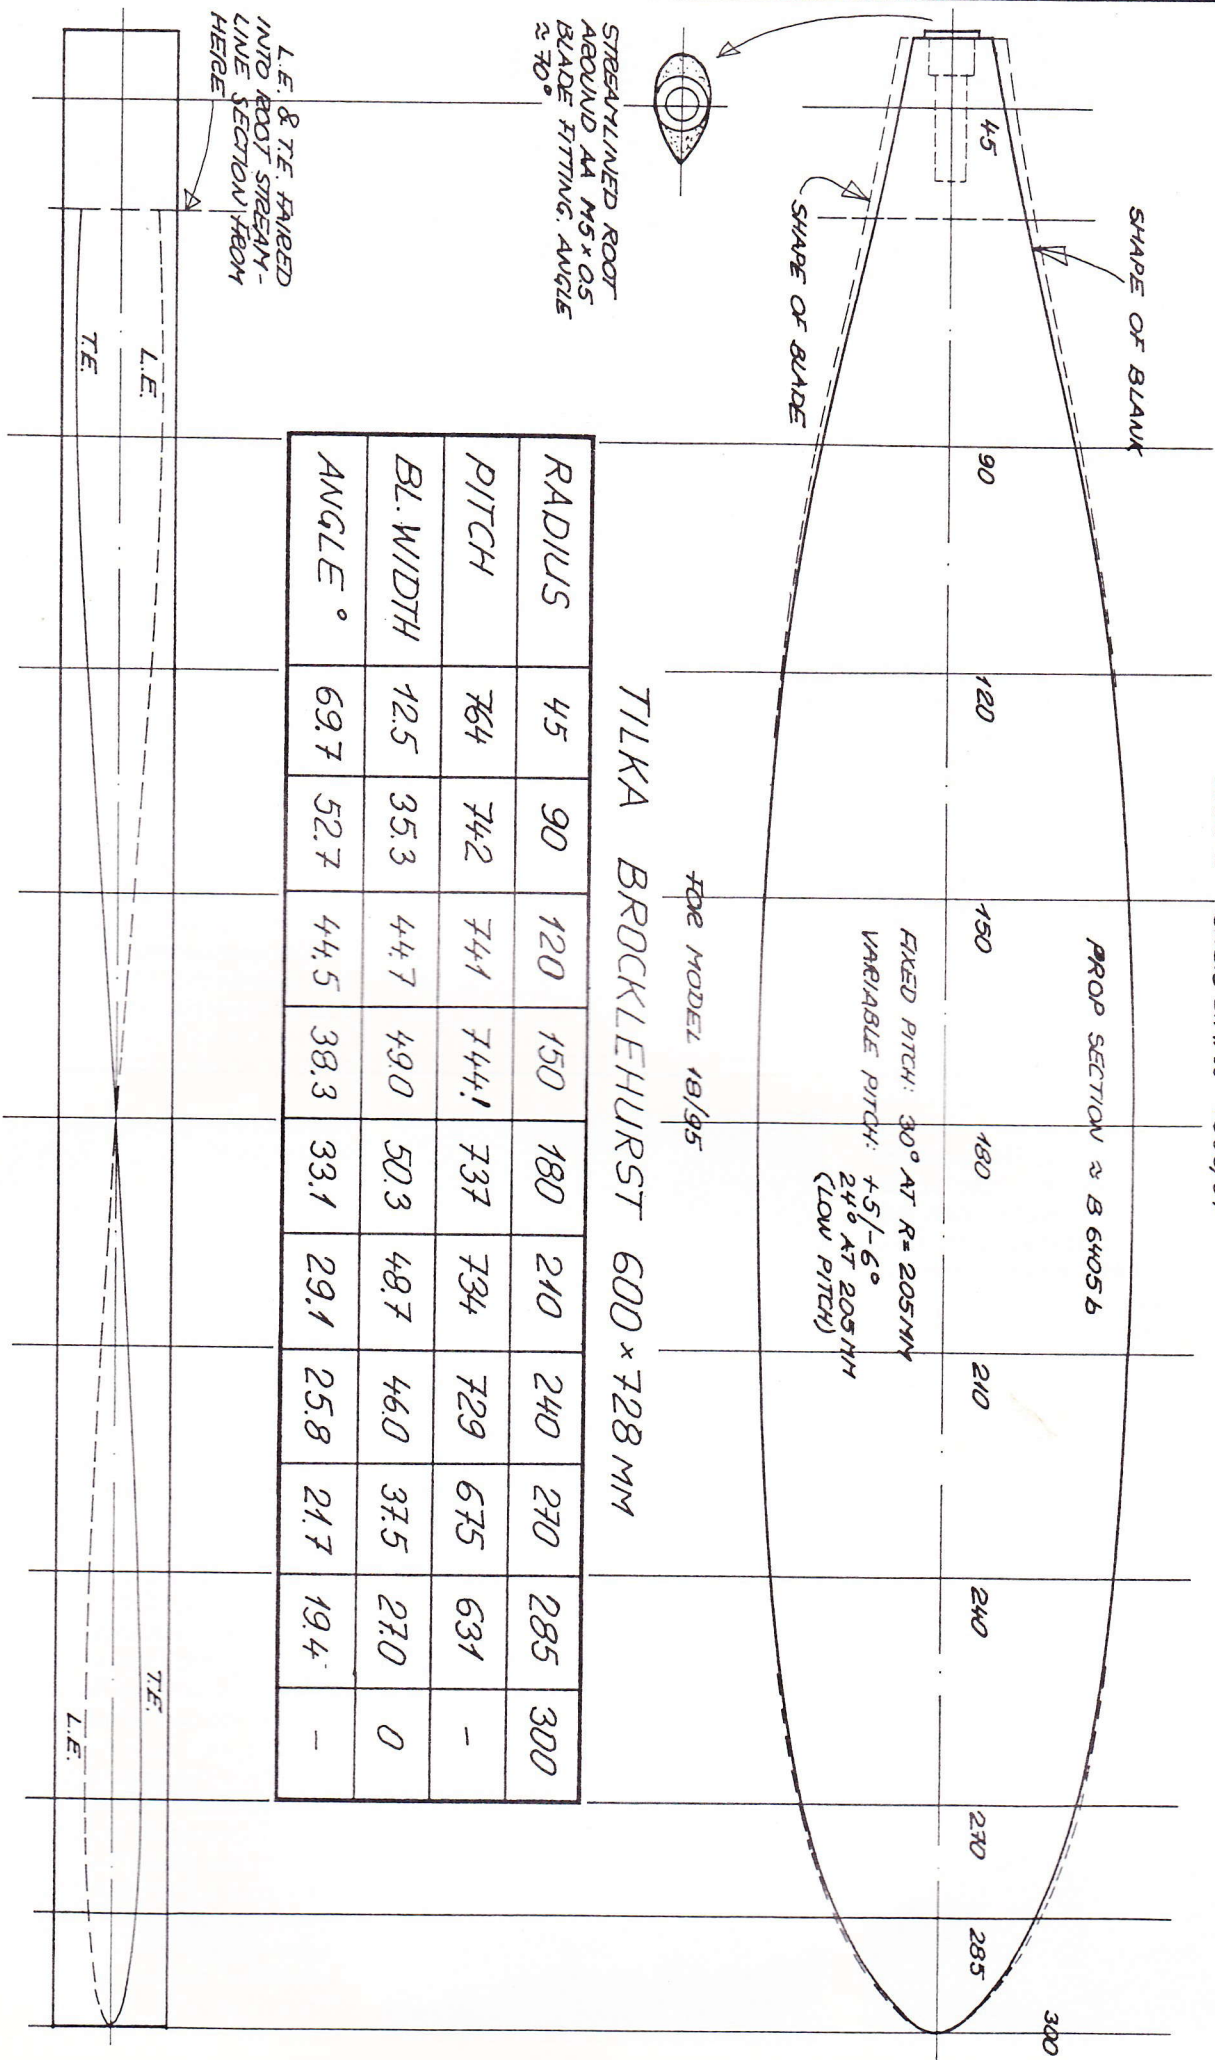 300
45
90
120
150
180
210
240
270
285
SHAPE OF BLANK
SHAPE OF BLADE
PROP SECTION ≈ B 6405 b
FIXED PITCH: 30° AT R= 205MM
VARIABLE PITCH: +5/-6°
24° AT 205MM
(LOW PITCH)
STREAMLINED ROOT
AROUND AA M5 x 0.5
BLADE FITTING. ANGLE
≈ 70°
FOR MODEL 18/95
TILKA BROCKLEHURST 600 x 728 MM
RADIUS 45 90 120 150 180 210 240 270 285 300
PITCH 764 742 741 744! 737 734 729 675 631 -
BL. WIDTH 12.5 35.3 44.7 49.0 50.3 48.7 46.0 37.5 27.0 0
ANGLE ° 69.7 52.7 44.5 38.3 33.1 29.1 25.8 21.7 19.4 -
L.E. & T.E. FAIRED
INTO ROOT STREAM-
LINE SECTION FROM
HERE
L.E.
T.E.
T.E.
L.E.